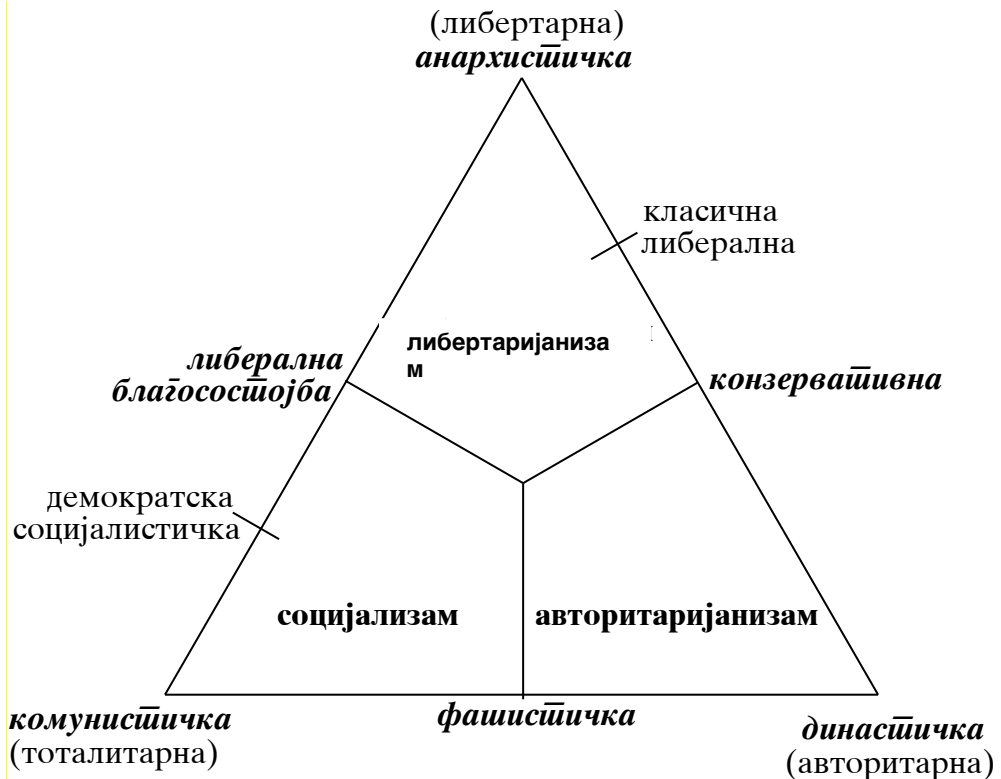 (либертарна)
анархистичка
класична
либерална
либертаријаниза
м
либерална
благосостојба
конзервативна
демократска
социјалистичка
социјализам
авторитаријанизам
комунистичка
(тоталитарна)
фашистичка
династичка
(авторитарна)